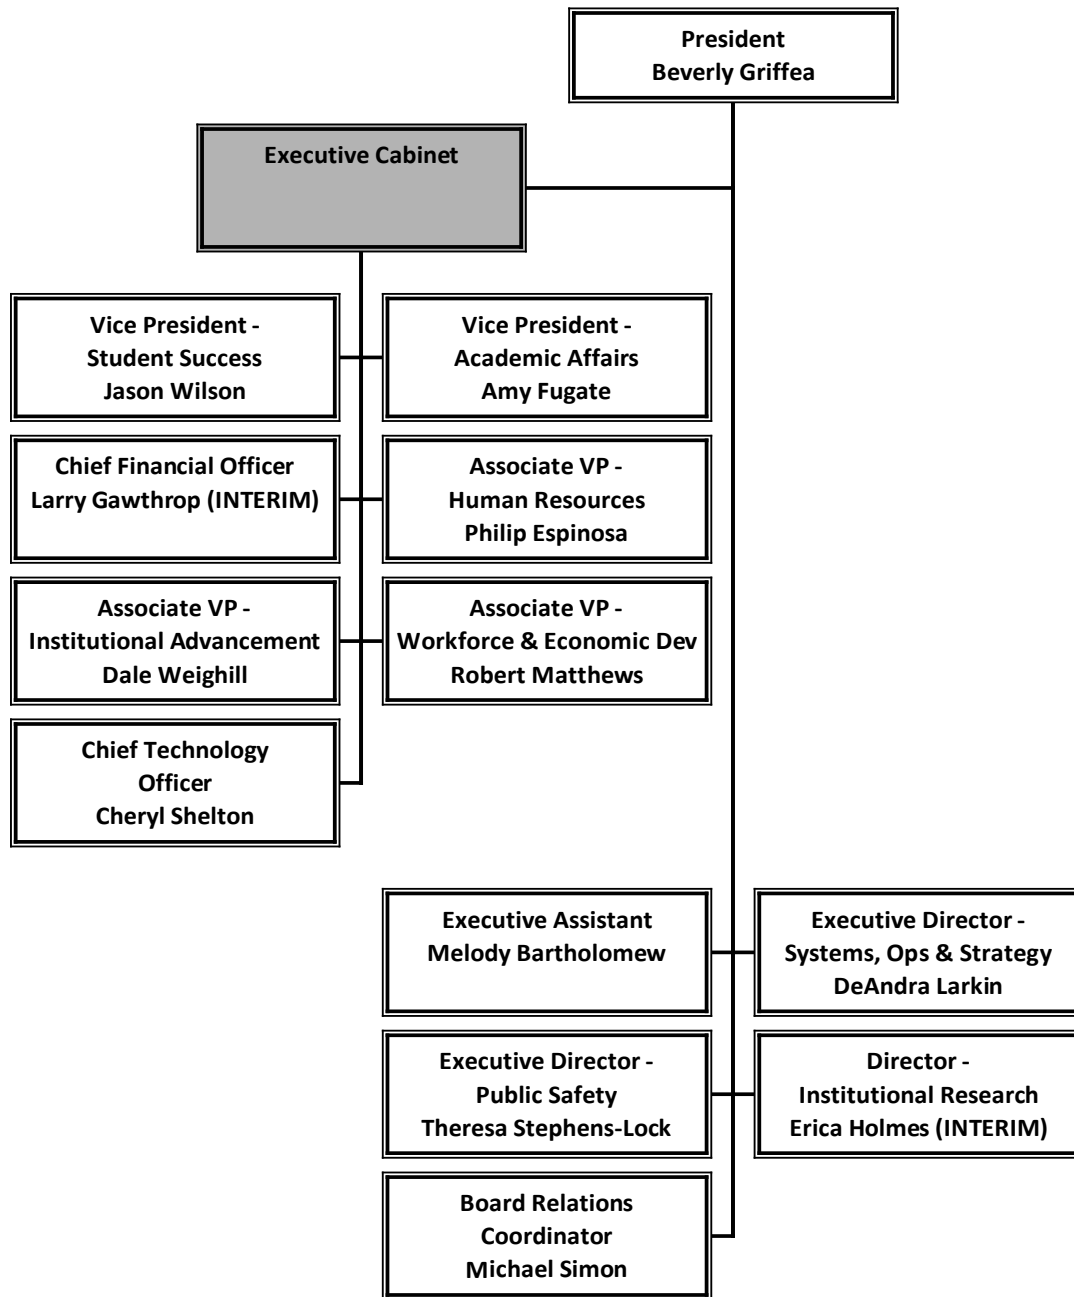 President
Beverly Griffea
Executive Cabinet
Vice President -
Student Success
Jason Wilson
Vice President -
Academic Affairs
Amy Fugate
Chief Financial Officer
Larry Gawthrop (INTERIM)
Associate VP -
Human Resources
Philip Espinosa
Associate VP -
Institutional Advancement
Dale Weighill
Associate VP -
Workforce & Economic Dev
Robert Matthews
Chief Technology
Officer
Cheryl Shelton
Executive Assistant
Melody Bartholomew
Executive Director -
Systems, Ops & Strategy
DeAndra Larkin
Executive Director -
Public Safety
Theresa Stephens-Lock
Director -
Institutional Research
Erica Holmes (INTERIM)
Board Relations
Coordinator
Michael Simon